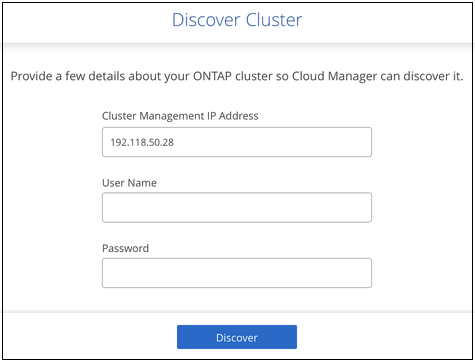 Discover Cluster
Provide a few details about your ONTAP cluster so Cloud Manager can discover it.
Cluster Management IP Address
192.118.50.28
User Name
Password
Discover